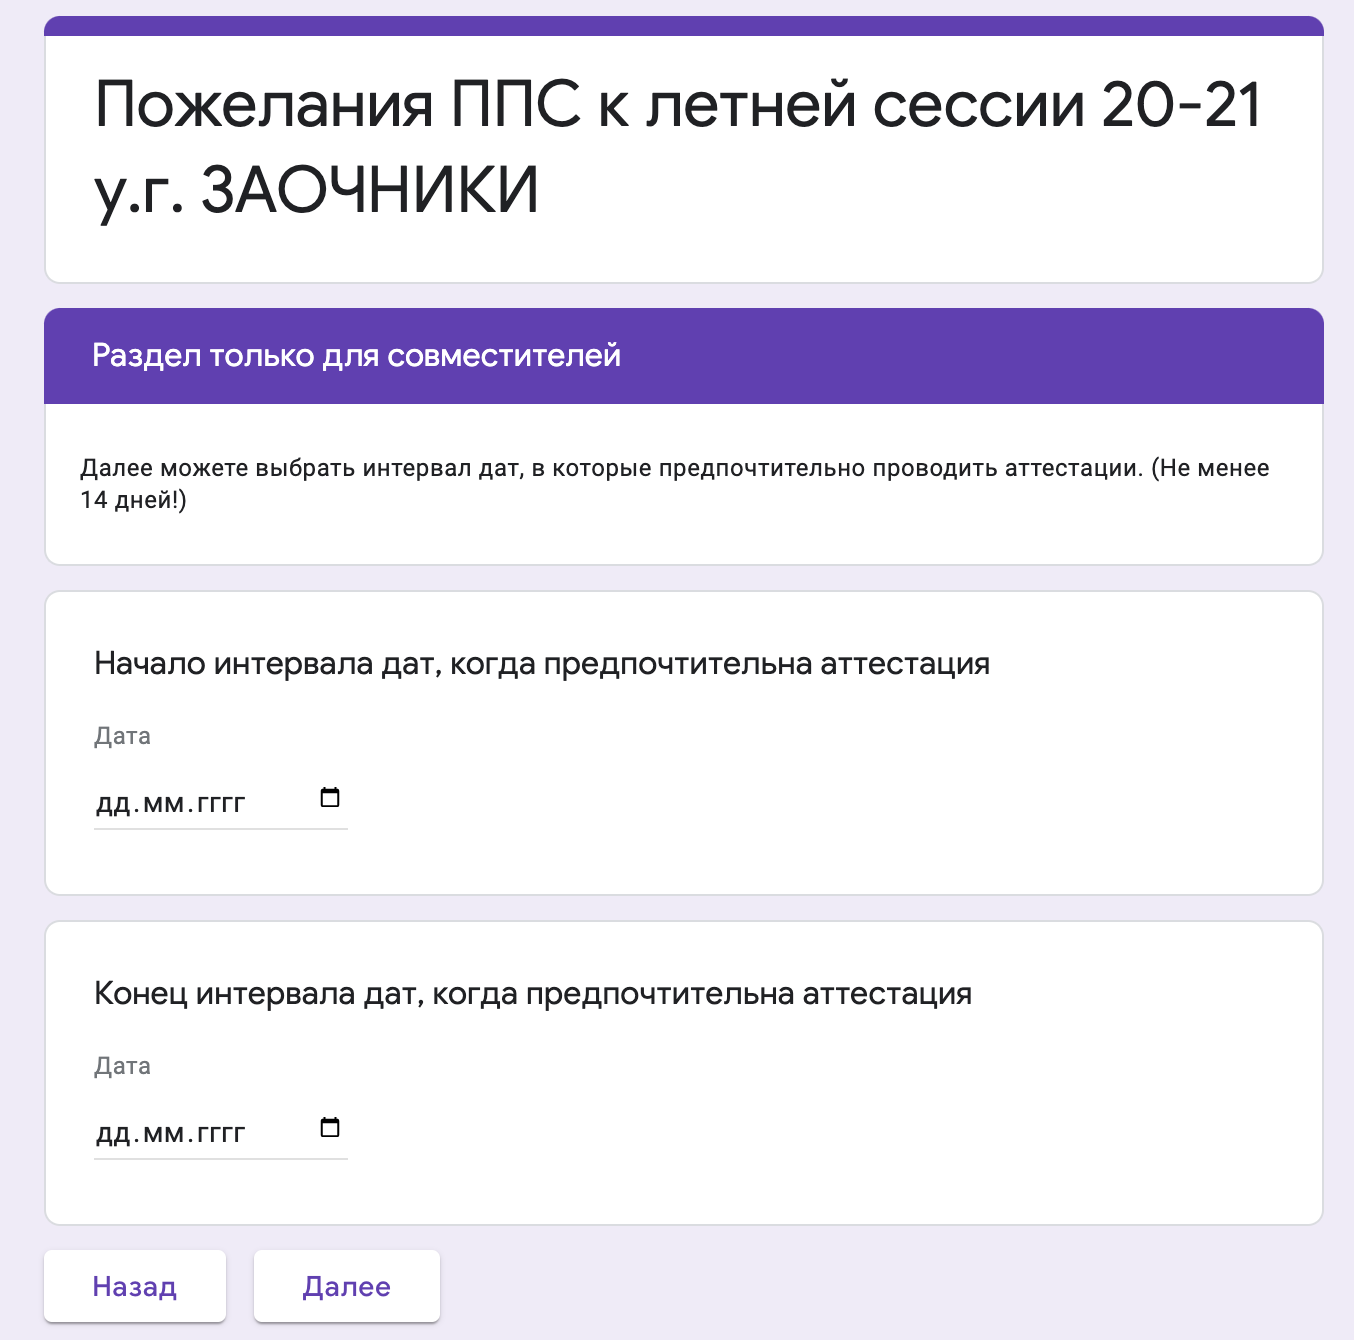 Пожелания ППС к летней сессии 20-21
у.г. ЗАОЧНИКИ
Раздел только для совместителей
Далее можете выбрать интервал дат, в которые предпочтительно проводить аттестации. (Не менее
14 дней!)
Начало интервала дат, когда предпочтительна аттестация
Дата
дд.мм.гггг
Конец интервала дат, когда предпочтительна аттестация
Дата
дд.мм.гггг
Назад
Далее